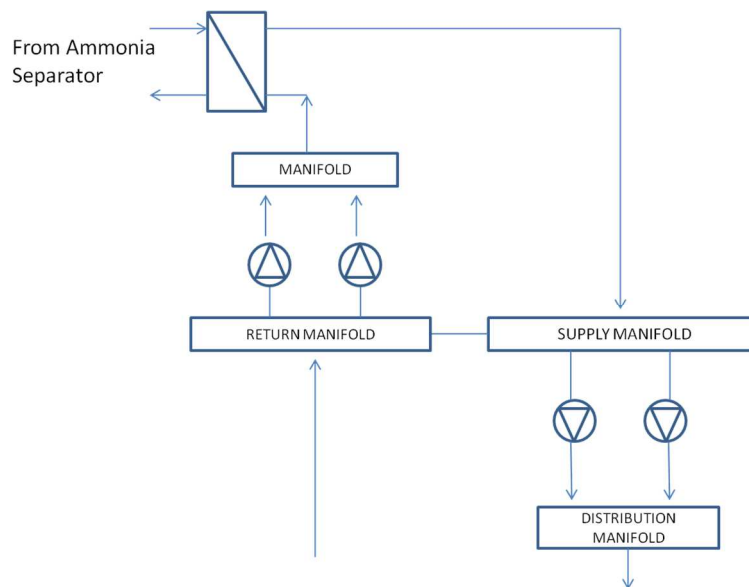 From Ammonia
Separator
MANIFOLD
RETURN MANIFOLD
SUPPLY MANIFOLD
DISTRIBUTION
MANIFOLD